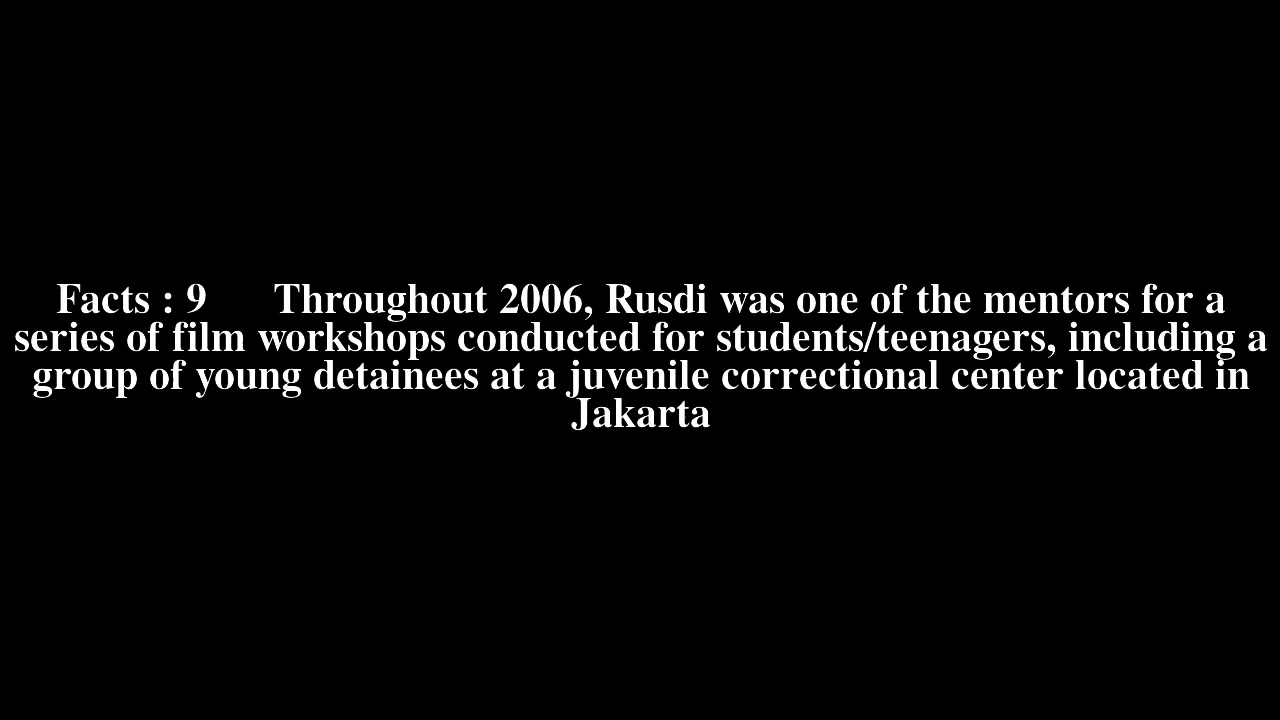 Facts : 9 Throughout 2006, Rusdi was one of the mentors for a
series of film workshops conducted for students/teenagers, including a
group of young detainees at a juvenile correctional center located in
Jakarta